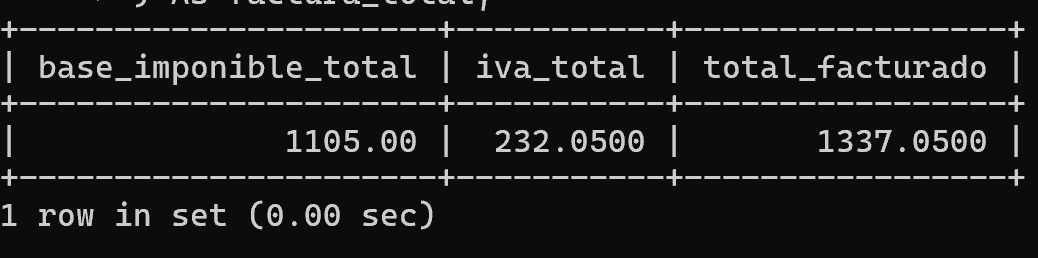 | base_imponible_total | iva_total | total_facturado |
| 1105.00 | 232.0500 | 1337.0500 |
1 row in set (0.00 sec)